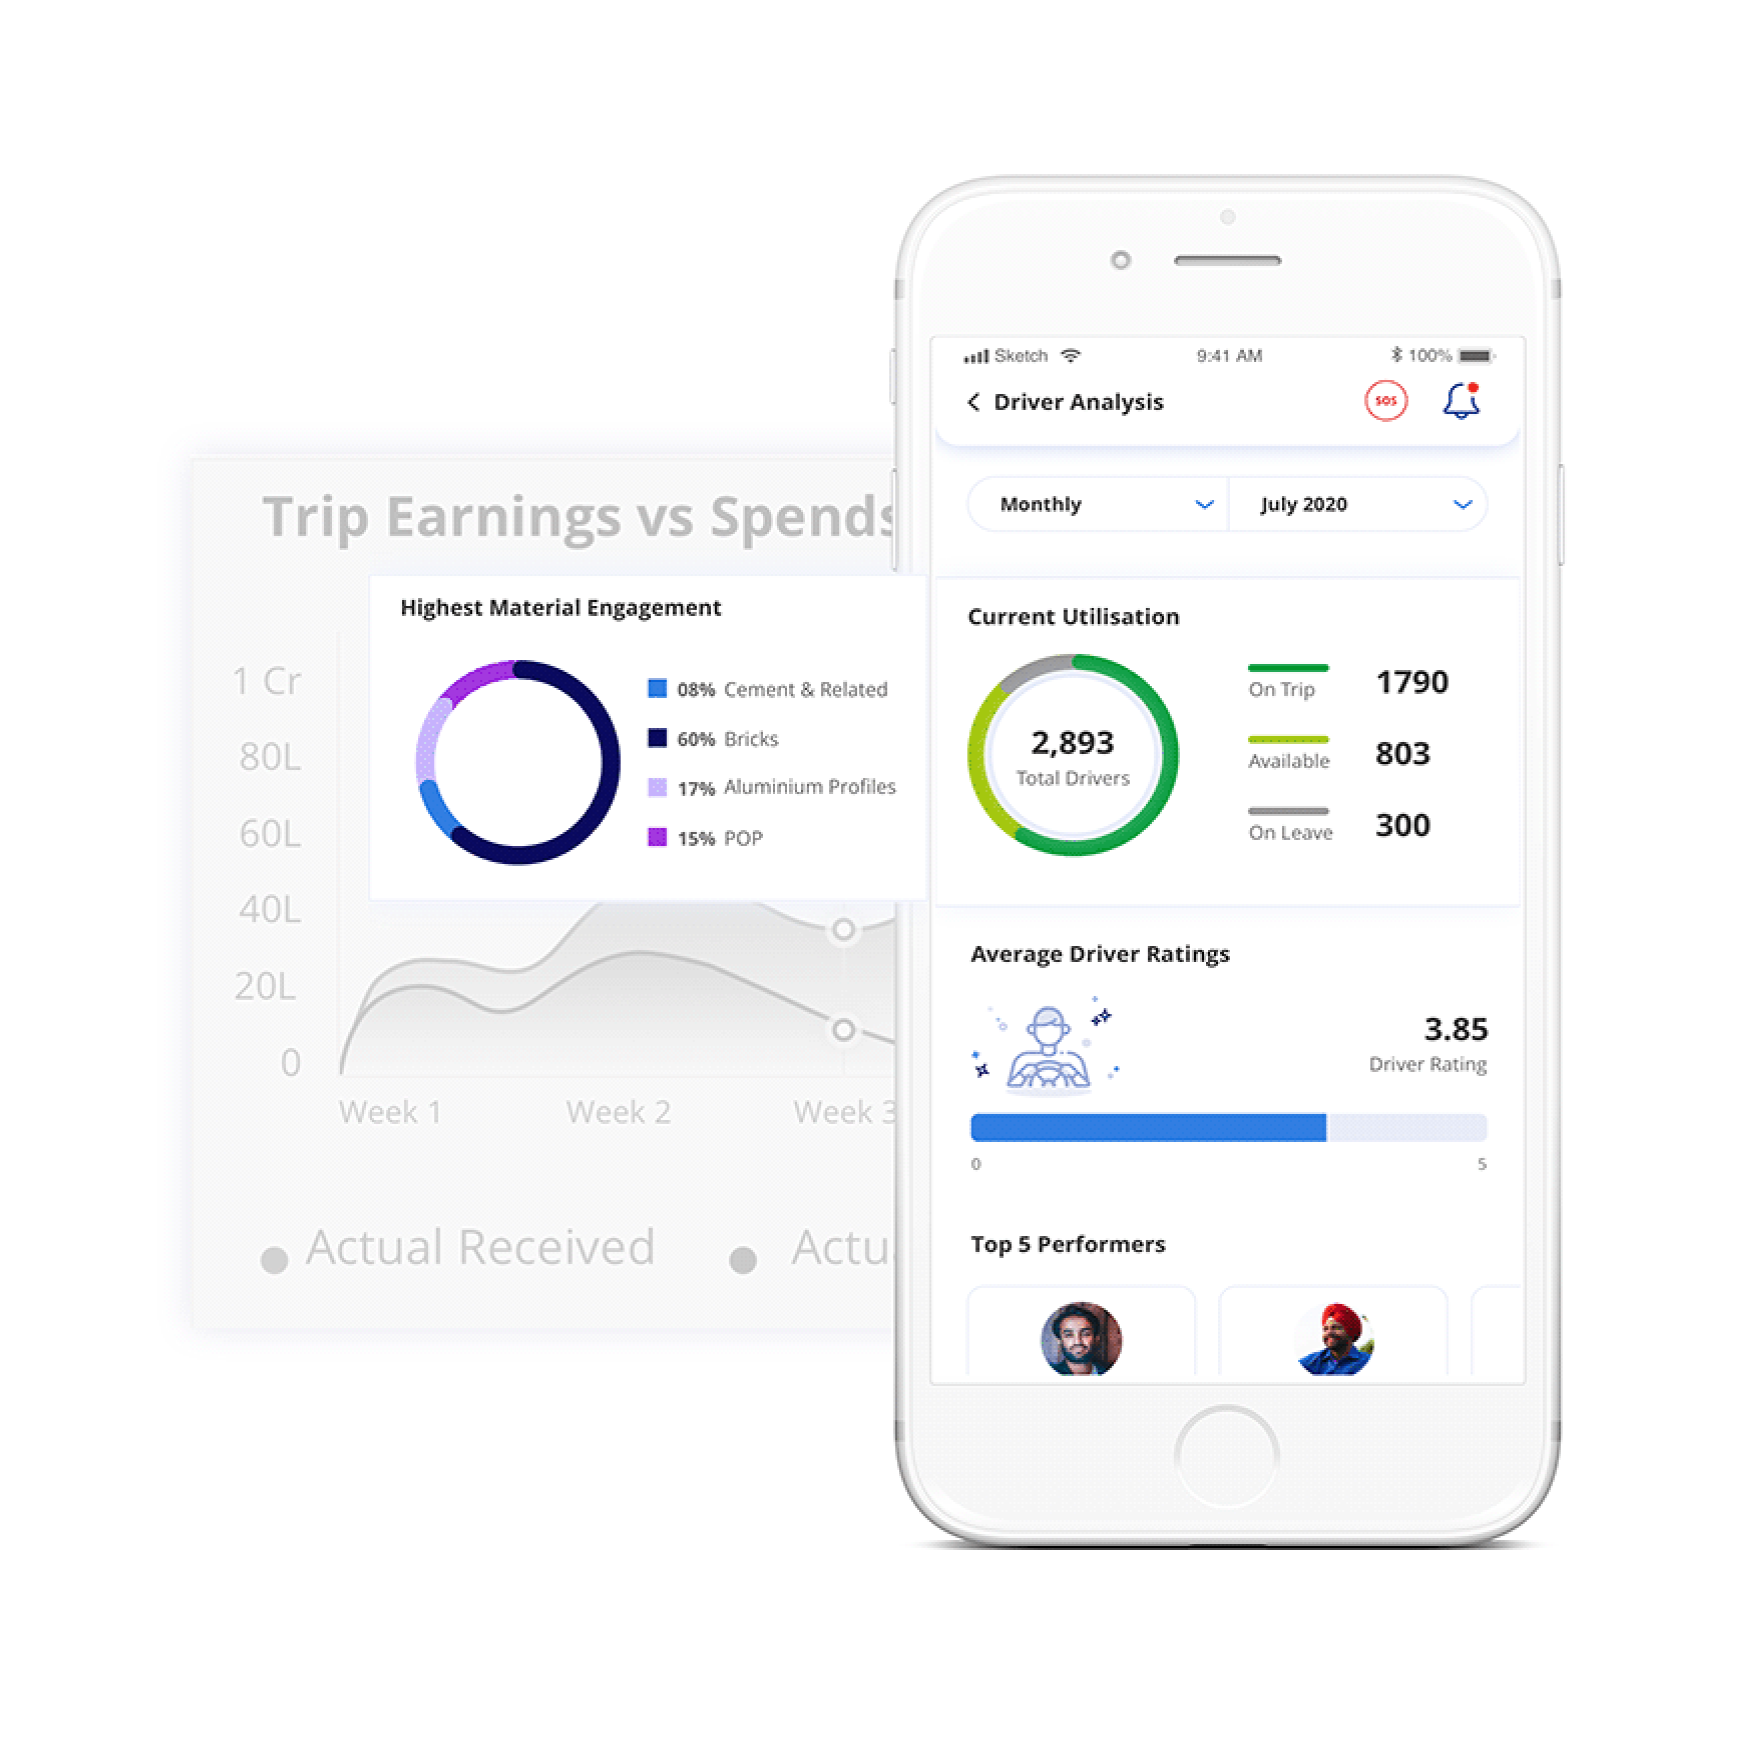 Trip Earnings vs Spends
1 Cr
80L
60L
40L
20L
0
Week 1
Week 2
Week 3
Actual Received
Highest Material Engagement
08% Cement & Related
60% Bricks
17% Aluminium Profiles
15% POP
Sketch
9:41 AM
100%
Driver Analysis
SOS
Monthly
July 2020
Current Utilisation
2,893
Total Drivers
On Trip
1790
Available
803
On Leave
300
Average Driver Ratings
3.85
Driver Rating
0
5
Top 5 Performers